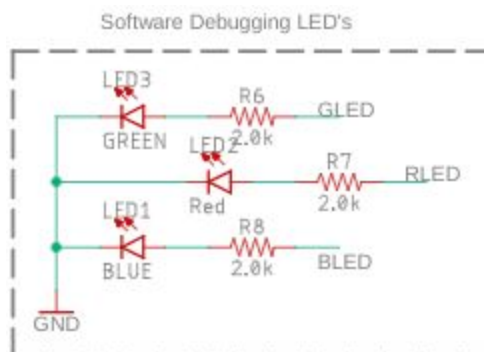 Software Debugging LED's
LED3
R6
GLED
GREEN
2.0k
LED2
R7
RLED
Red
2.0k
LED1
R8
BLED
BLUE
2.0k
GND